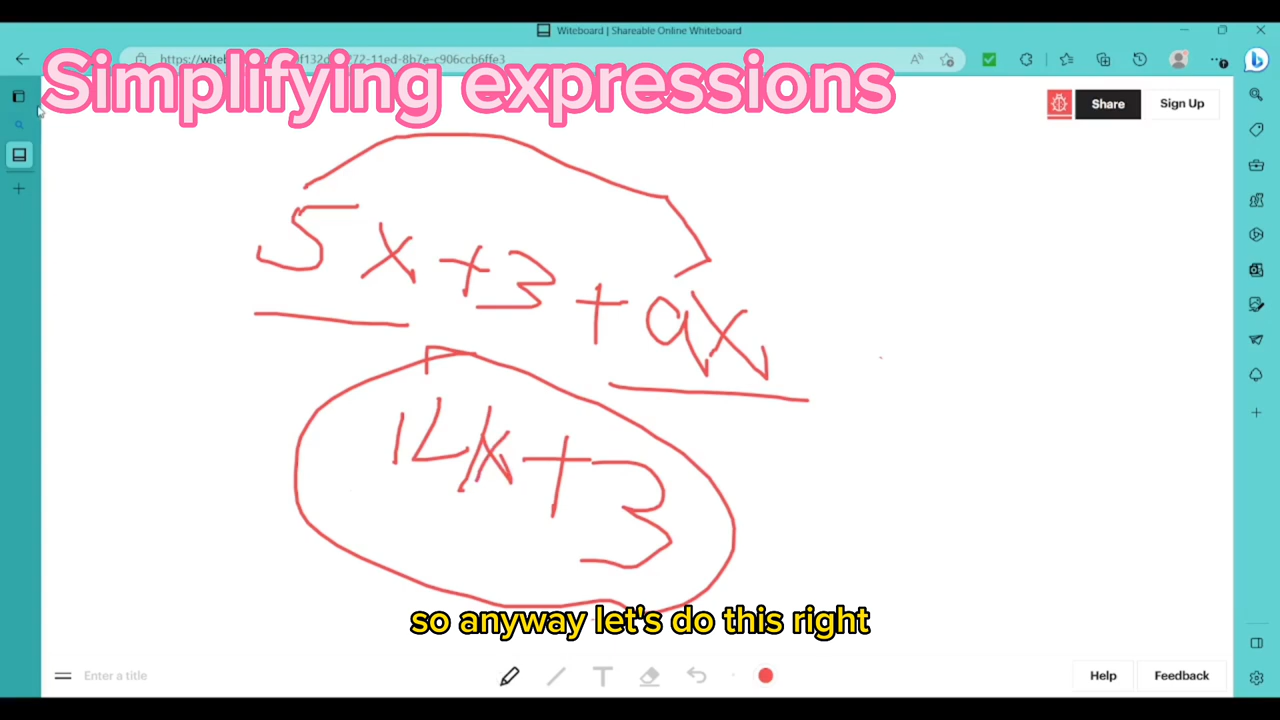 Witeboard | Shareable Online Whiteboard
Simplifying expressions
Share
Sign Up
5x+3+9x
14x+3
so anyway let's do this right
Enter a title
T
Help
Feedback